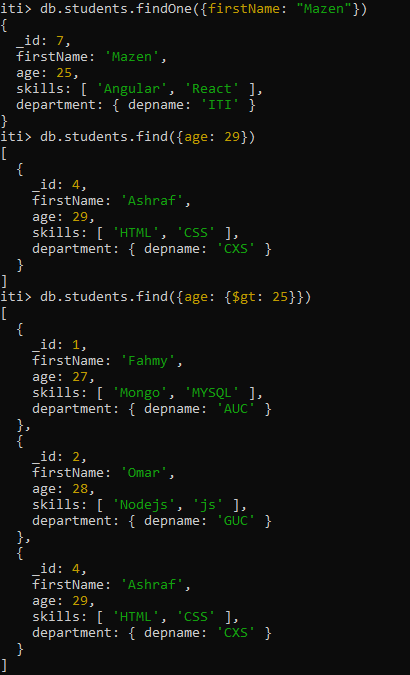 iti> db.students.findOne({firstName: "Mazen"})
{
  _id: 7,
  firstName: 'Mazen',
  age: 25,
  skills: [ 'Angular', 'React' ],
  department: { depname: 'ITI' }
}
iti> db.students.find({age: 29})
[
  {
    _id: 4,
    firstName: 'Ashraf',
    age: 29,
    skills: [ 'HTML', 'CSS' ],
    department: { depname: 'CXS' }
  }
]
iti> db.students.find({age: {$gt: 25}})
[
  {
    _id: 1,
    firstName: 'Fahmy',
    age: 27,
    skills: [ 'Mongo', 'MYSQL' ],
    department: { depname: 'AUC' }
  },
  {
    _id: 2,
    firstName: 'Omar',
    age: 28,
    skills: [ 'Nodejs', 'js' ],
    department: { depname: 'GUC' }
  },
  {
    _id: 4,
    firstName: 'Ashraf',
    age: 29,
    skills: [ 'HTML', 'CSS' ],
    department: { depname: 'CXS' }
  }
]